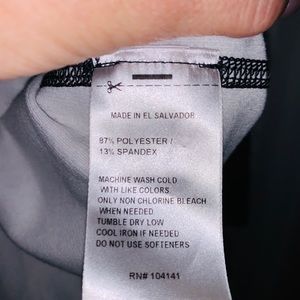 MADE IN EL SALVADOR
87% POLYESTER /
13% SPANDEX
MACHINE WASH COLD
WITH LIKE COLORS
ONLY NON CHLORINE BLEACH
WHEN NEEDED
TUMBLE DRY LOW
COOL IRON IF NEEDED
DO NOT USE SOFTENERS
RN# 104141